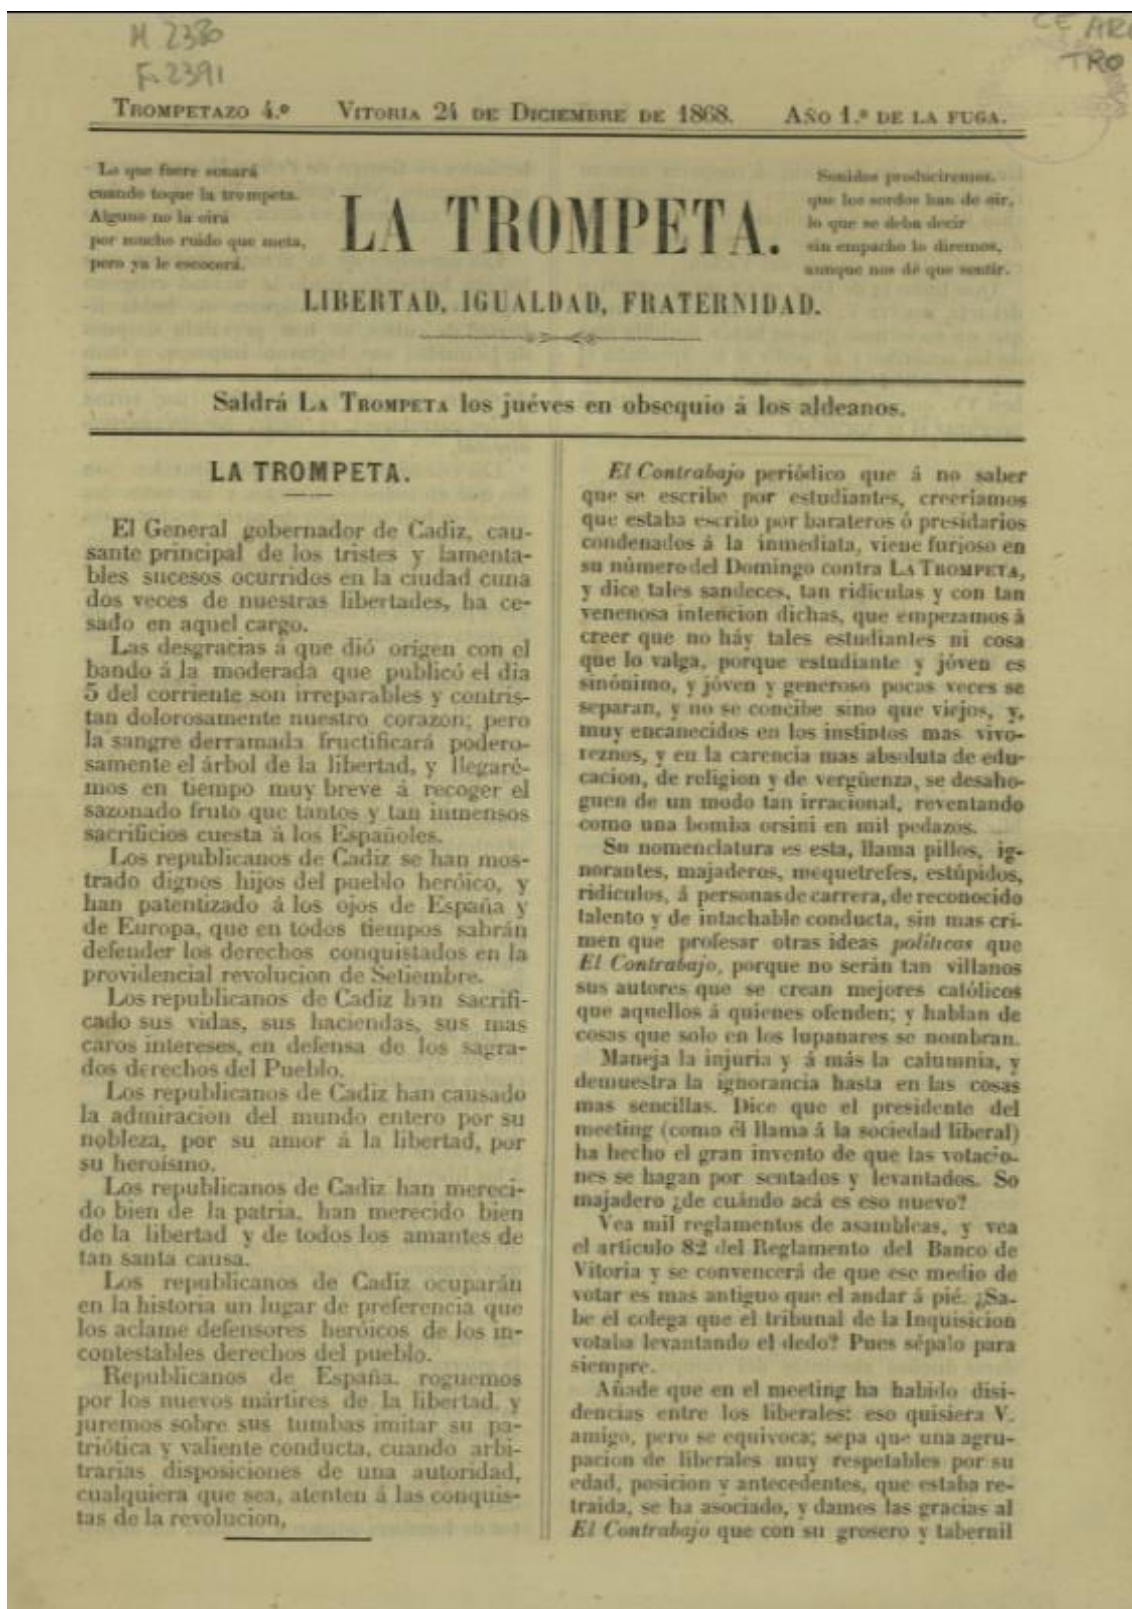 M 2380
F. 2391
CE ARC
TRO
TROMPETAZO 4.º VITORIA 24 DE DICIEMBRE DE 1868. AÑO 1.º DE LA FUGA.
Lo que fuere sonará
cuando toque la trompeta.
Alguno no la oirá
por mucho ruido que meta,
pero ya le escocerá.
LA TROMPETA.
Sonidos produciremos,
que los sordos han de oir,
lo que se deba decir
sin empacho lo diremos,
aunque nos dé que sentir.
LIBERTAD, IGUALDAD, FRATERNIDAD.
Saldrá LA TROMPETA los juéves en obsequio á los aldeanos.
LA TROMPETA.
El General gobernador de Cadiz, cau-
sante principal de los tristes y lamenta-
bles sucesos ocurridos en la ciudad cuna
dos veces de nuestras libertades, ha ce-
sado en aquel cargo.
Las desgracias á que dió origen con el
bando á la moderada que publicó el dia
5 del corriente son irreparables y contris-
tan dolorosamente nuestro corazon; pero
la sangre derramada fructificará podero-
samente el árbol de la libertad, y llegaré-
mos en tiempo muy breve á recoger el
sazonado fruto que tantos y tan inmensos
sacrificios cuesta á los Españoles.
Los republicanos de Cadiz se han mos-
trado dignos hijos del pueblo heróico, y
han patentizado á los ojos de España y
de Europa, que en todos tiempos sabrán
defender los derechos conquistados en la
providencial revolucion de Setiembre.
Los republicanos de Cadiz han sacrifi-
cado sus vidas, sus haciendas, sus mas
caros intereses, en defensa de los sagra-
dos derechos del Pueblo.
Los republicanos de Cadiz han causado
la admiracion del mundo entero por su
nobleza, por su amor á la libertad, por
su heroísmo.
Los republicanos de Cadiz han mereci-
do bien de la patria, han merecido bien
de la libertad y de todos los amantes de
tan santa causa.
Los republicanos de Cadiz ocuparán
en la historia un lugar de preferencia que
los aclame defensores heróicos de los in-
contestables derechos del pueblo.
Republicanos de España, roguemos
por los nuevos mártires de la libertad, y
juremos sobre sus tumbas imitar su pa-
triótica y valiente conducta, cuando arbi-
trarias disposiciones de una autoridad,
cualquiera que sea, atenten á las conquis-
tas de la revolucion,
El Contrabajo periódico que á no saber
que se escribe por estudiantes, creeríamos
que estaba escrito por barateros ó presidarios
condenados á la inmediata, viene furioso en
su número del Domingo contra LA TROMPETA,
y dice tales sandeces, tan ridiculas y con tan
venenosa intencion dichas, que empezamos á
creer que no háy tales estudiantes ni cosa
que lo valga, porque estudiante y jóven es
sinónimo, y jóven y generoso pocas veces se
separan, y no se concibe sino que viejos, y,
muy encanecidos en los instintos mas vivo-
reznos, y en la carencia mas absoluta de edu-
cacion, de religion y de vergüenza, se desaho-
guen de un modo tan irracional, reventando
como una bomba orsini en mil pedazos.
Su nomenclatura es esta, llama pillos, ig-
norantes, majaderos, mequetrefes, estúpidos,
ridiculos, á personas de carrera, de reconocido
talento y de intachable conducta, sin mas cri-
men que profesar otras ideas políticas que
El Contrabajo, porque no serán tan villanos
sus autores que se crean mejores católicos
que aquellos á quienes ofenden; y hablan de
cosas que solo en los lupanares se nombran.
Maneja la injuria y á más la calumnia, y
demuestra la ignorancia hasta en las cosas
mas sencillas. Dice que el presidente del
meeting (como él llama á la sociedad liberal)
ha hecho el gran invento de que las votacio-
nes se hagan por sentados y levantados. So
majadero ¿de cuándo acá es eso nuevo?
Vea mil reglamentos de asambleas, y vea
el artículo 82 del Reglamento del Banco de
Vitoria y se convencerá de que ese medio de
votar es mas antiguo que el andar á pié. ¿Sa-
be el colega que el tribunal de la Inquisicion
votaba levantando el dedo? Pues sépalo para
siempre.
Añade que en el meeting ha habido disi-
dencias entre los liberales: eso quisiera V.
amigo, pero se equivoca; sepa que una agru-
pacion de liberales muy respetables por su
edad, posicion y antecedentes, que estaba re-
traida, se ha asociado, y damos las gracias al
El Contrabajo que con su grosero y tabernil